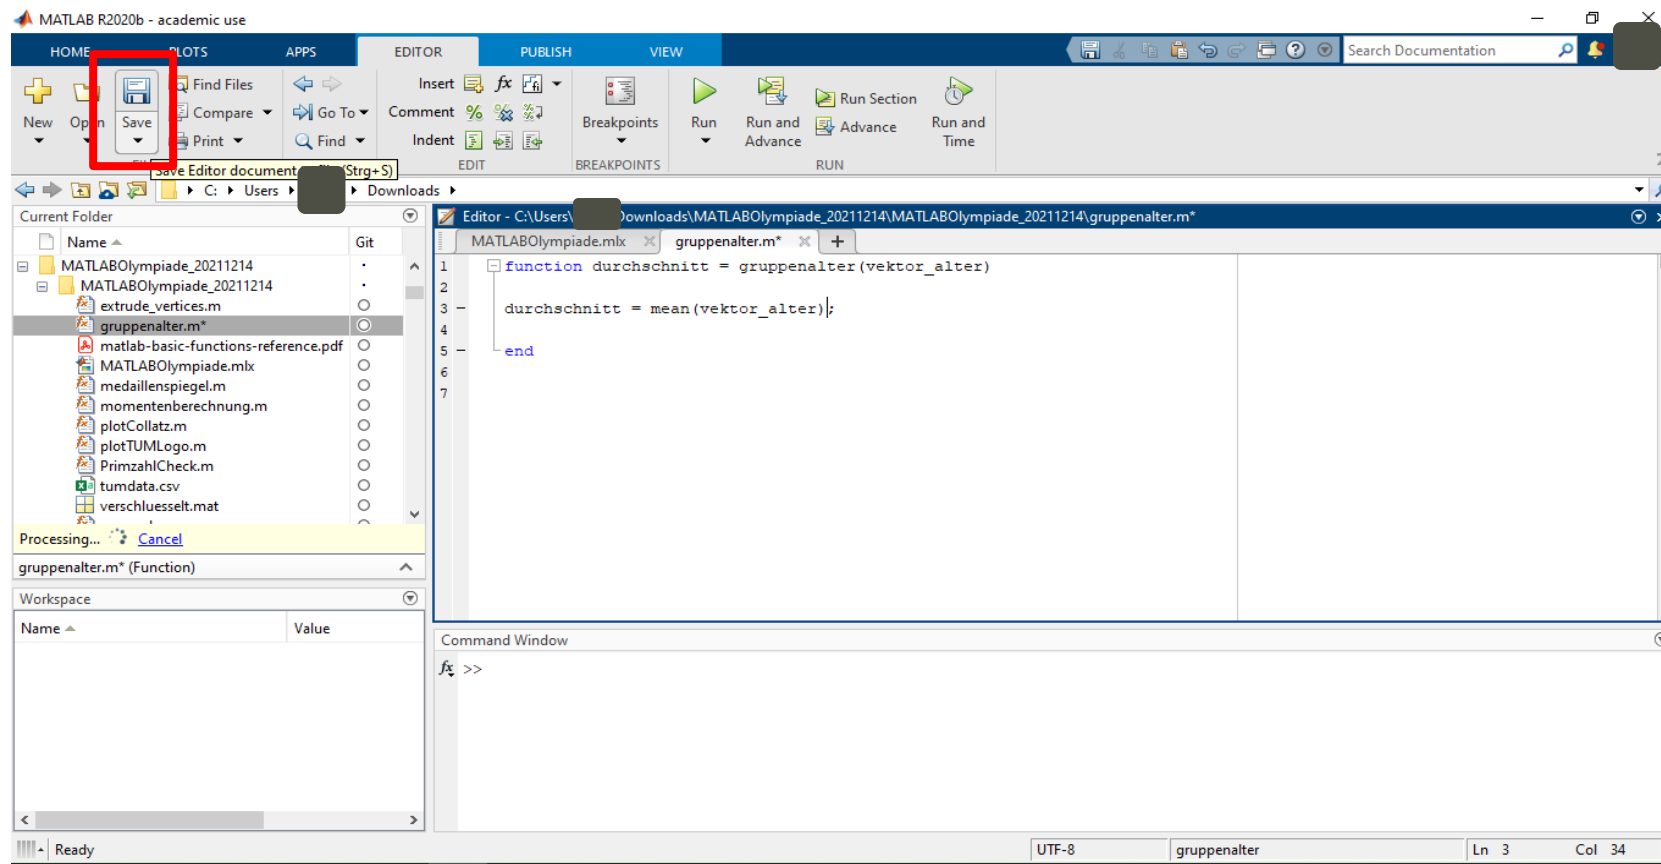 MATLAB R2020b - academic use
HOME PLOTS APPS EDITOR PUBLISH VIEW
Search Documentation
New Open Save
Find Files
Compare
Print
Go To
Find
Insert fx
Comment
Indent
Breakpoints
Run
Run and Advance
Run Section
Advance
Run and Time
EDIT BREAKPOINTS RUN
Save Editor document file (Strg+S)
C: Users Downloads
Current Folder
Name Git
MATLABOlympiade_20211214
MATLABOlympiade_20211214
extrude_vertices.m
gruppenalter.m*
matlab-basic-functions-reference.pdf
MATLABOlympiade.mlx
medaillenspiegel.m
momentenberechnung.m
plotCollatz.m
plotTUMLogo.m
PrimzahlCheck.m
tumdata.csv
verschluesselt.mat
Processing... Cancel
gruppenalter.m* (Function)
Workspace
Name Value
Editor - C:\Users\ Downloads\MATLABOlympiade_20211214\MATLABOlympiade_20211214\gruppenalter.m*
MATLABOlympiade.mlx gruppenalter.m* +
1 function durchschnitt = gruppenalter(vektor_alter)
2
3 – durchschnitt = mean(vektor_alter);
4
5 – end
6
7
Command Window
fx >>
Ready
UTF-8 gruppenalter Ln 3 Col 34